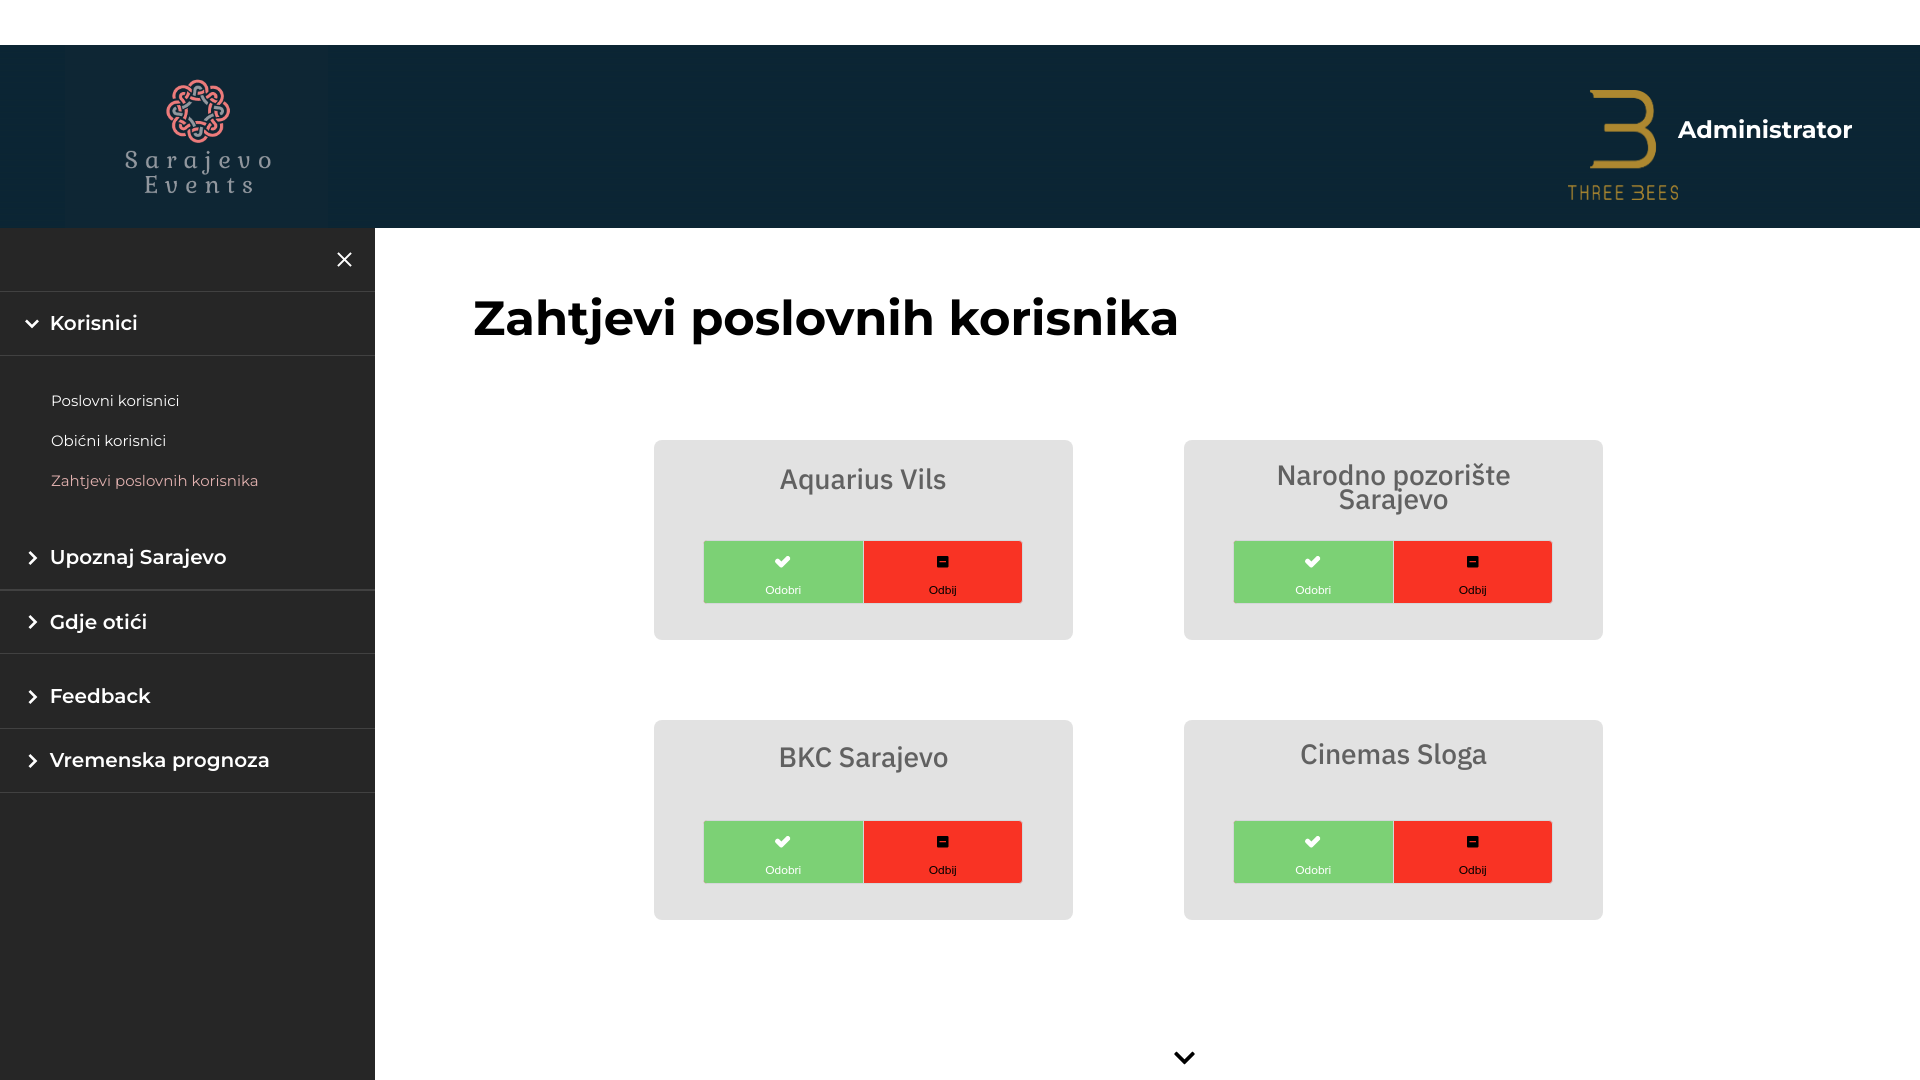 Sarajevo
Events
THREE BEES
Administrator
Korisnici
Poslovni korisnici
Obićni korisnici
Zahtjevi poslovnih korisnika
Upoznaj Sarajevo
Gdje otići
Feedback
Vremenska prognoza
Zahtjevi poslovnih korisnika
Aquarius Vils
Odobri
Odbij
Narodno pozorište
Sarajevo
Odobri
Odbij
BKC Sarajevo
Odobri
Odbij
Cinemas Sloga
Odobri
Odbij